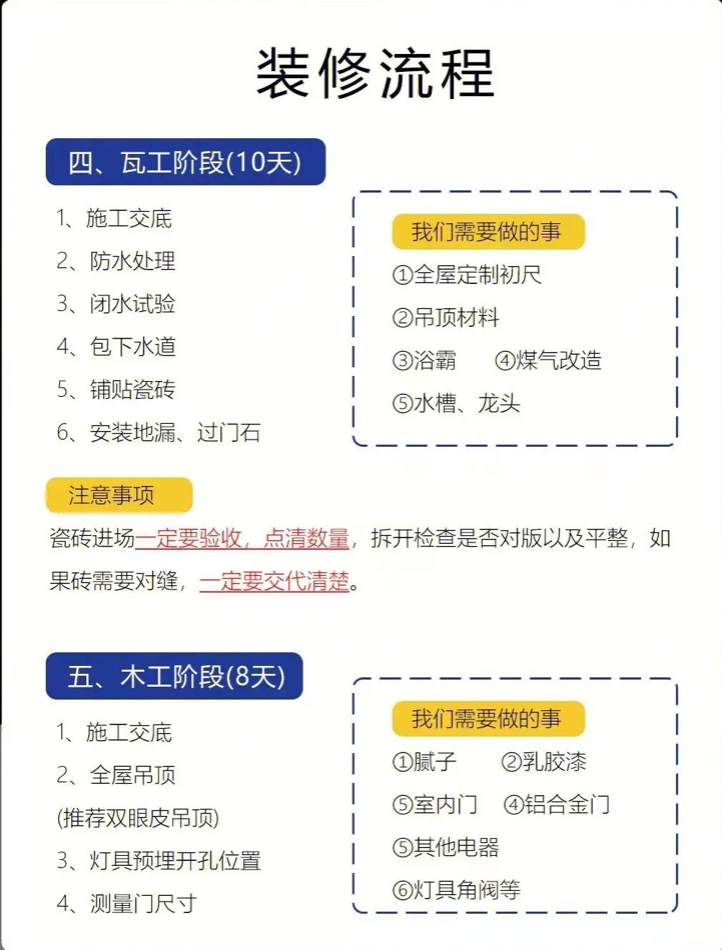 装修流程
四、瓦工阶段(10天)
1、施工交底
2、防水处理
3、闭水试验
4、包下水道
5、铺贴瓷砖
6、安装地漏、过门石
我们需要做的事
①全屋定制初尺
②吊顶材料
③浴霸 ④煤气改造
⑤水槽、龙头
注意事项
瓷砖进场一定要验收，点清数量，拆开检查是否对版以及平整，如
果砖需要对缝，一定要交代清楚。
五、木工阶段(8天)
1、施工交底
2、全屋吊顶
(推荐双眼皮吊顶)
3、灯具预埋开孔位置
4、测量门尺寸
我们需要做的事
①腻子 ②乳胶漆
⑤室内门 ④铝合金门
⑤其他电器
⑥灯具角阀等